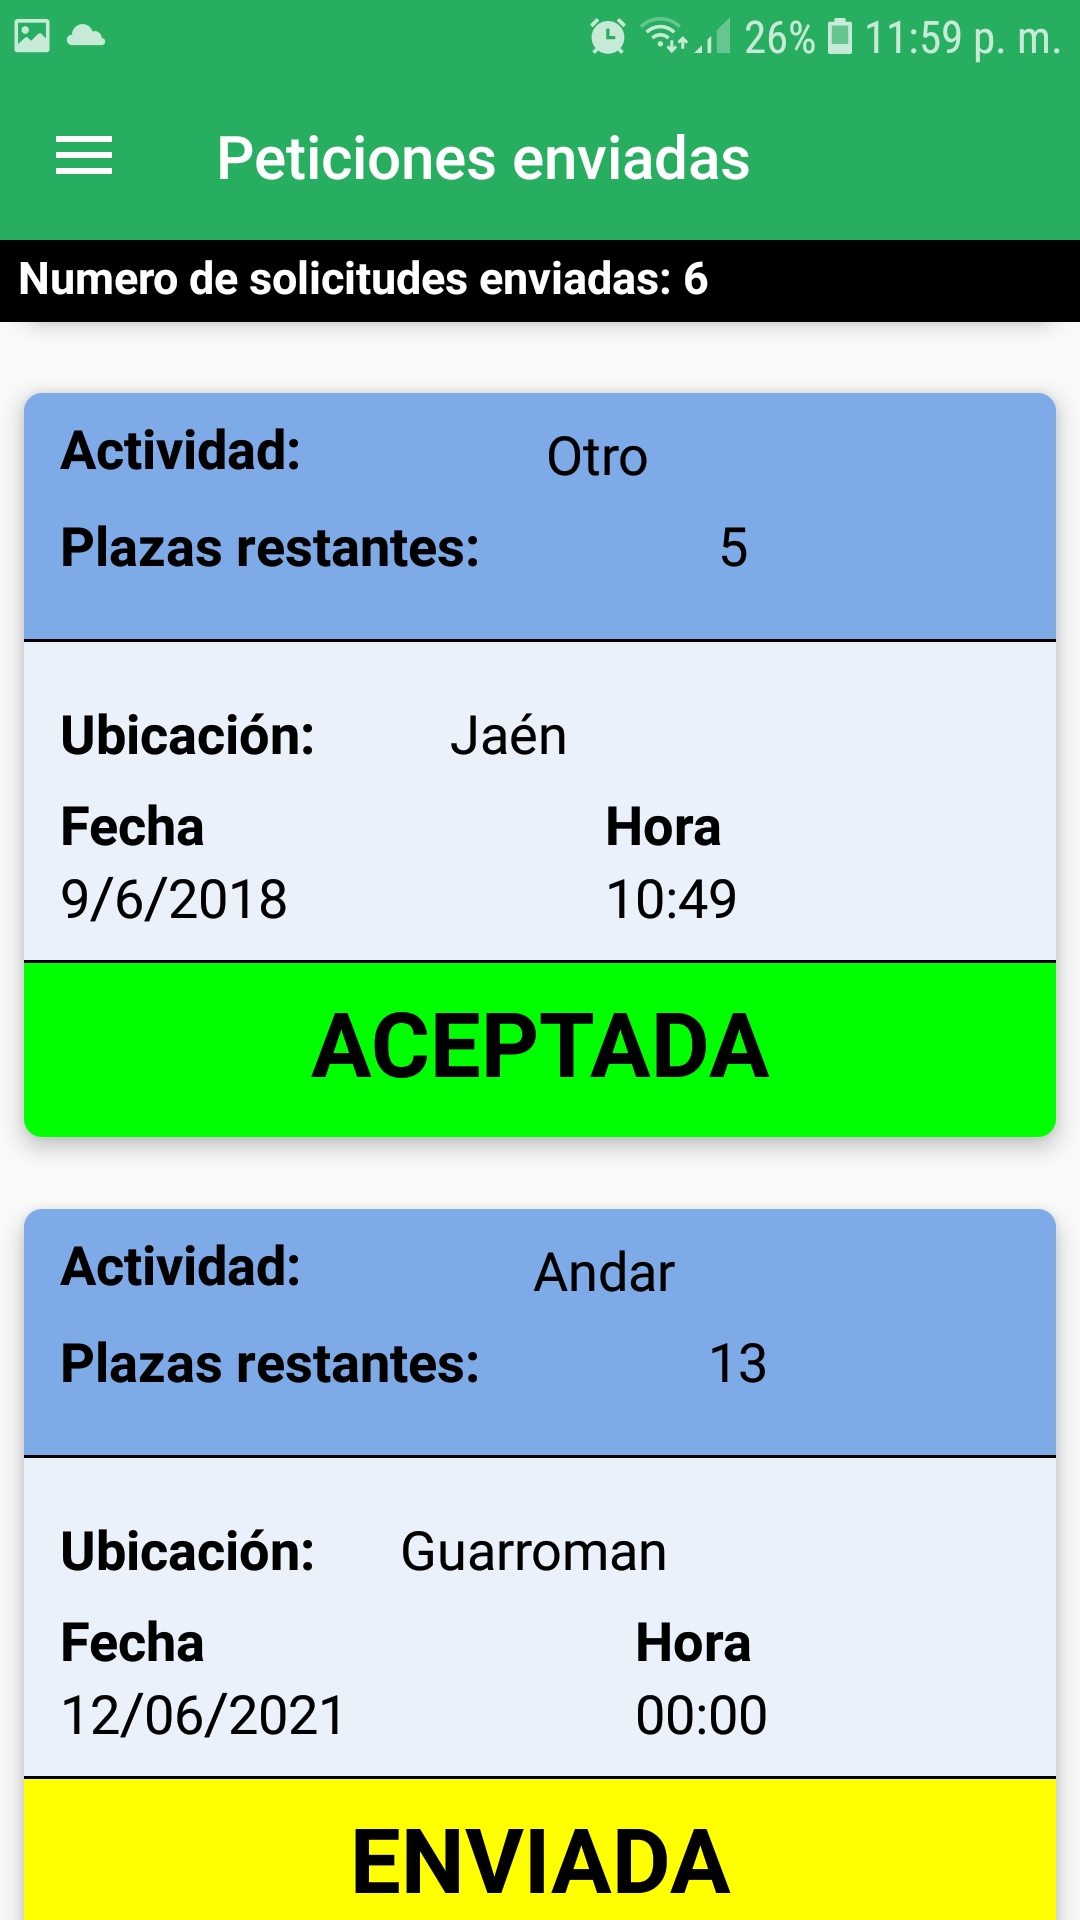 26% 11:59 p. m.
Peticiones enviadas
Numero de solicitudes enviadas: 6
Actividad: Otro
Plazas restantes: 5
Ubicación: Jaén
Fecha Hora
9/6/2018 10:49
ACEPTADA
Actividad: Andar
Plazas restantes: 13
Ubicación: Guarroman
Fecha Hora
12/06/2021 00:00
ENVIADA